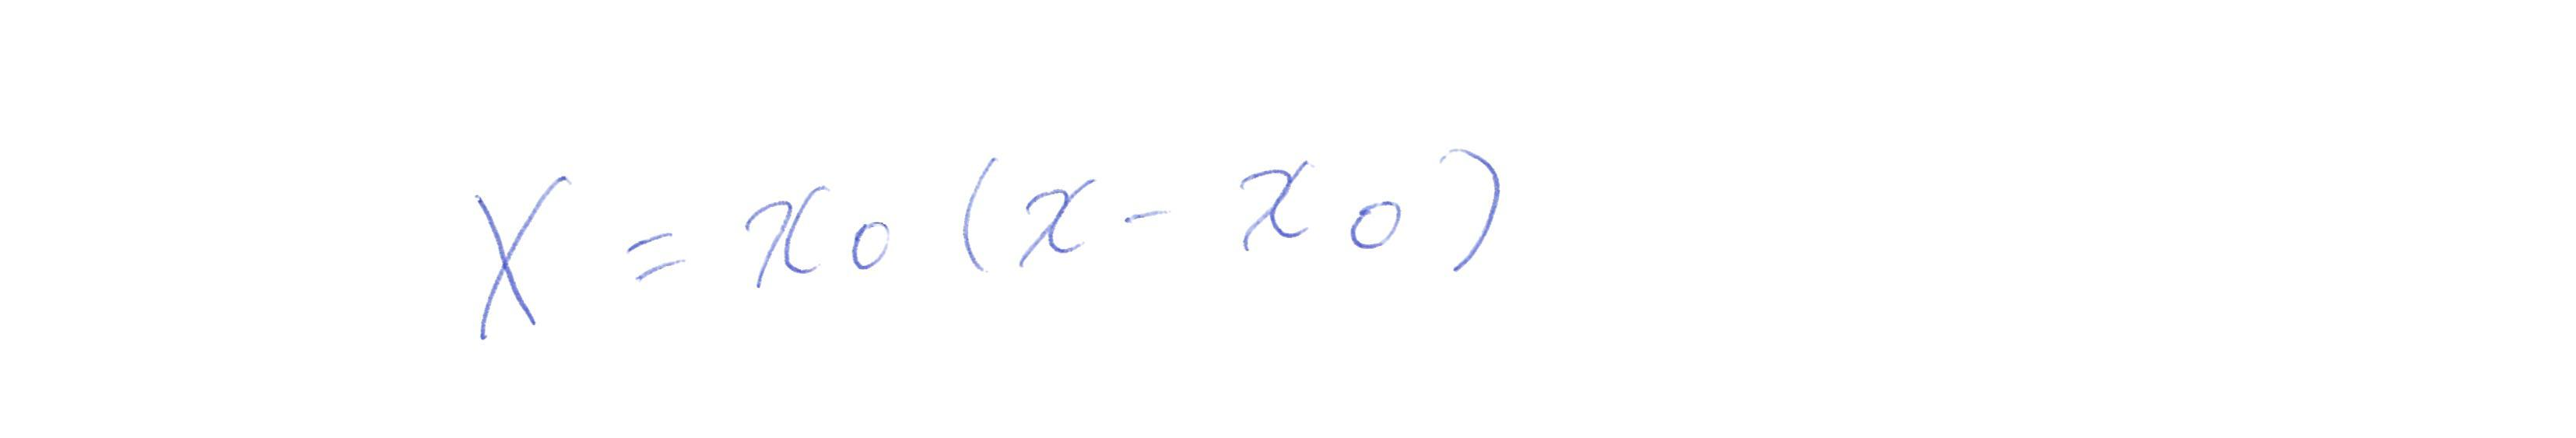 X = x₀ (x - x₀)